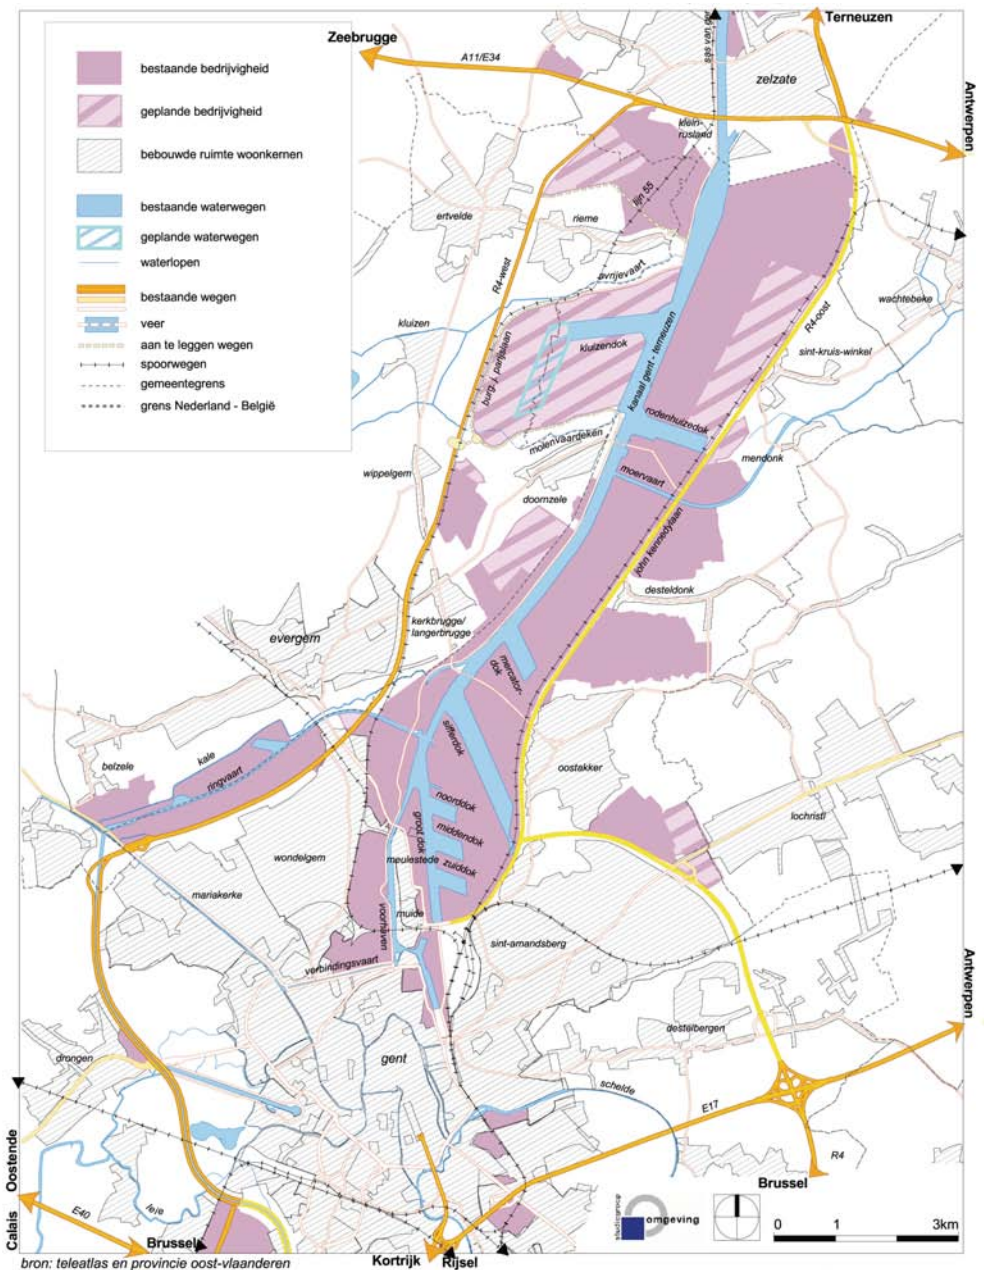 Zeebrugge
Terneuzen
Antwerpen
A11/E34
sas van gent
zelzate
klein-
rusland
bestaande bedrijvigheid
geplande bedrijvigheid
bebouwde ruimte woonkernen
bestaande waterwegen
geplande waterwegen
waterlopen
bestaande wegen
veer
aan te leggen wegen
spoorwegen
gemeentegrens
grens Nederland - België
ertvelde
lijn 55
rieme
R4-west
avrijevaart
wachtebeke
R4-oost
kluizen
burg. j. parijslaan
kluizendok
kanaal gent - terneuzen
sint-kruis-winkel
rodenhuizedok
molenvaardeken
mendonk
wippelgem
moervaart
doornzele
john kennedylaan
desteldonk
evergem
kerkbrugge/
langerbrugge
mercator-
dok
sifferdok
belzele
kale
ringvaart
oostakker
noorddok
groot dok
middendok
lochristi
wondelgem
meulestede
zuiddok
mariakerke
voorhaven
muide
sint-amandsberg
verbindingsvaart
Antwerpen
destelbergen
drongen
gent
schelde
E17
R4
Oostende
Calais
E40
leie
Brussel
Brussel
studiegroep
omgeving
0 1 3km
Kortrijk
Rijsel
bron: teleatlas en provincie oost-vlaanderen